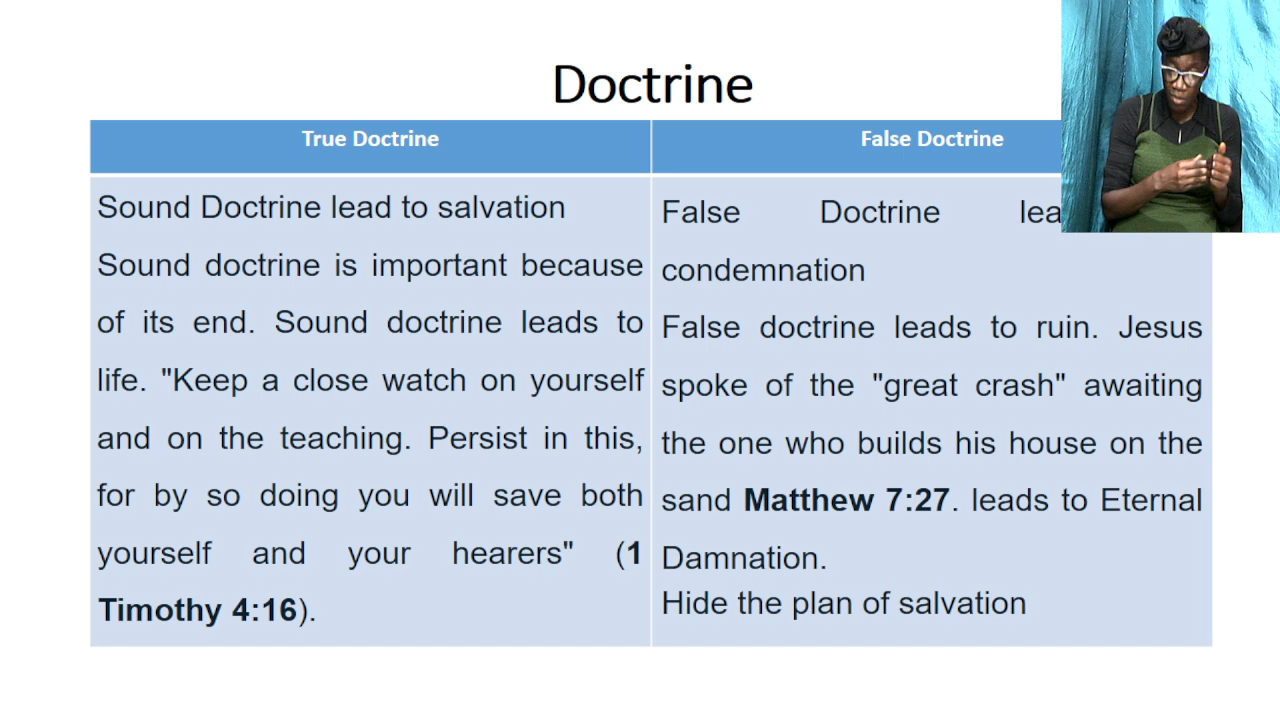 Doctrine
True Doctrine
False Doctrine
Sound Doctrine lead to salvation
Sound doctrine is important because
of its end. Sound doctrine leads to
life. "Keep a close watch on yourself
and on the teaching. Persist in this,
for by so doing you will save both
yourself and your hearers" (1
Timothy 4:16).
False Doctrine
condemnation
False doctrine leads to ruin. Jesus
spoke of the "great crash" awaiting
the one who builds his house on the
sand Matthew 7:27. leads to Eternal
Damnation.
Hide the plan of salvation